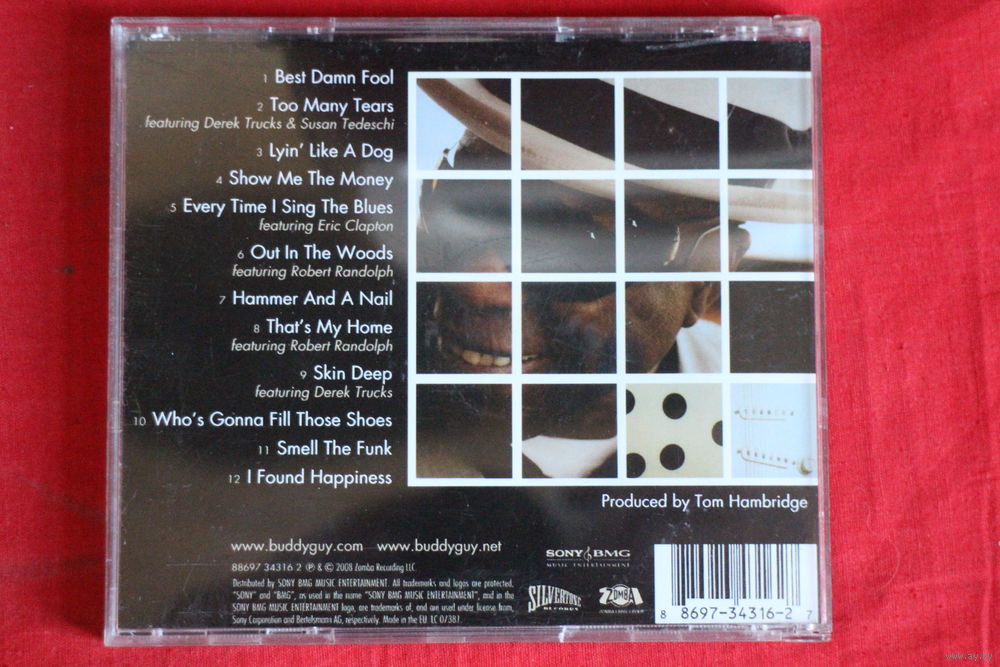 1 Best Damn Fool
2 Too Many Tears
featuring Derek Trucks & Susan Tedeschi
3 Lyin' Like A Dog
4 Show Me The Money
5 Every Time I Sing The Blues
featuring Eric Clapton
6 Out In The Woods
featuring Robert Randolph
7 Hammer And A Nail
8 That's My Home
featuring Robert Randolph
9 Skin Deep
featuring Derek Trucks
10 Who's Gonna Fill Those Shoes
11 Smell The Funk
12 I Found Happiness
Produced by Tom Hambridge
www.buddyguy.com www.buddyguy.net
88697 34316 2 ℗ & © 2008 Zomba Recording LLC
Distributed by SONY BMG MUSIC ENTERTAINMENT. All trademarks and logos are protected.
"SONY" and "BMG", as used in the name "SONY BMG MUSIC ENTERTAINMENT", and in the
SONY BMG MUSIC ENTERTAINMENT logo, are trademarks of, and are used under license from,
Sony Corporation and Bertelsmann AG, respectively. Made in the EU LC 07381.
SONY BMG
MUSIC ENTERTAINMENT
SILVERTONE
RECORDS
ZOMBA
ZOMBA LABEL GROUP
8 8697-34316-2 7
www.ay.by